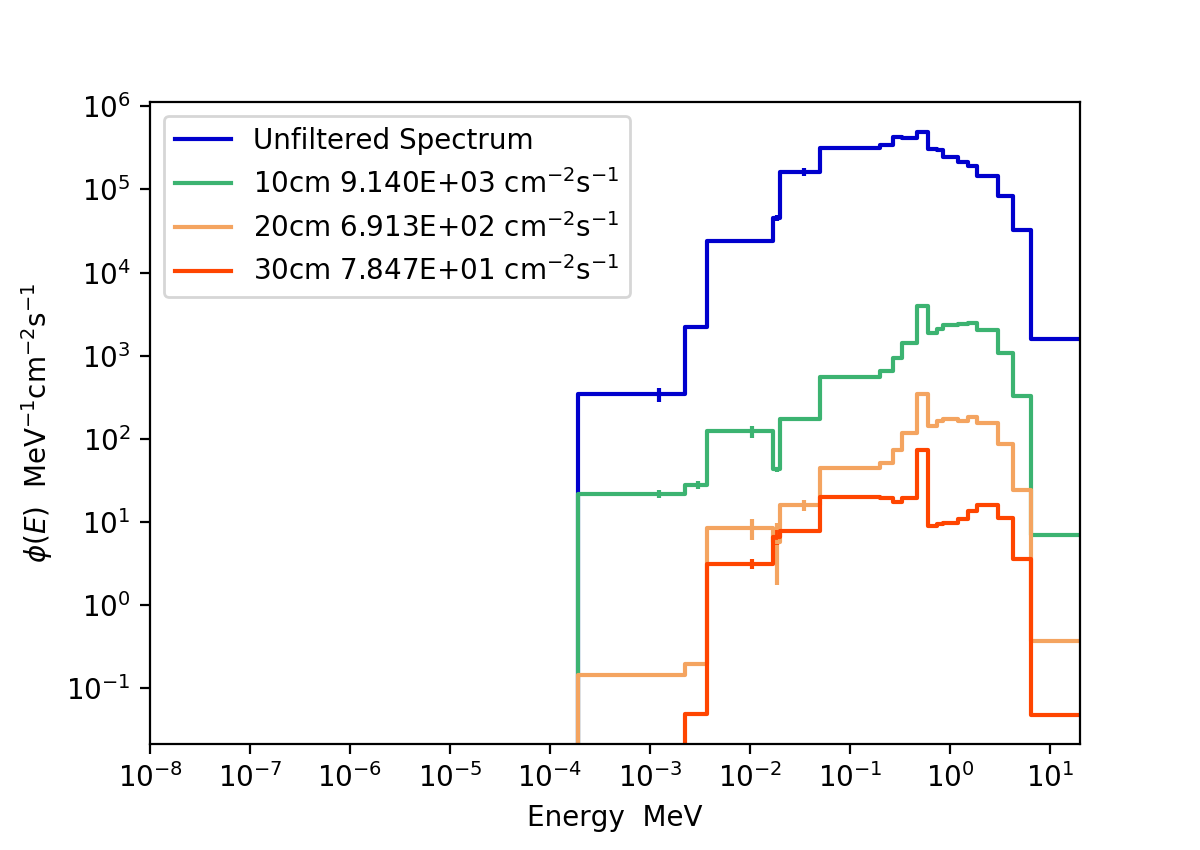 10⁶
10⁵
10⁴
10³
10²
10¹
10⁰
10⁻¹
ϕ(E) MeV⁻¹cm⁻²s⁻¹
Unfiltered Spectrum
10cm 9.140E+03 cm⁻²s⁻¹
20cm 6.913E+02 cm⁻²s⁻¹
30cm 7.847E+01 cm⁻²s⁻¹
10⁻⁸ 10⁻⁷ 10⁻⁶ 10⁻⁵ 10⁻⁴ 10⁻³ 10⁻² 10⁻¹ 10⁰ 10¹
Energy MeV